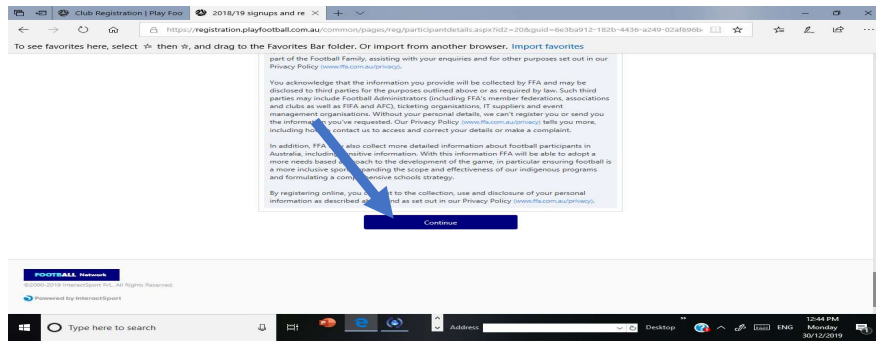 Club Registration | Play Foo
2018/19 signups and re
https://registration.playfootball.com.au/common/pages/reg/participantdetails.aspx?id2=20&guid=6e3ba912-182b-4436-a249-02af696b
To see favorites here, select then , and drag to the Favorites Bar folder. Or import from another browser. Import favorites
part of the Football Family, assisting with your enquiries and for other purposes set out in our
Privacy Policy (www.ffa.com.au/privacy).
You acknowledge that the information you provide will be collected by FFA and may be
disclosed to third parties for the purposes outlined above or as required by law. Such third
parties may include Football Administrators (including FFA's member federations, associations
and clubs as well as FIFA and AFC), ticketing organisations, IT suppliers and event
management organisations. Without your personal details, we can't register you or send you
the information you've requested. Our Privacy Policy (www.ffa.com.au/privacy) tells you more,
including how to contact us to access and correct your details or make a complaint.
In addition, FFA also collect more detailed information about football participants in
Australia, including sensitive information. With this information FFA will be able to adopt a
more needs based approach to the development of the game, in particular ensuring football is
a more inclusive sport, expanding the scope and effectiveness of our indigenous programs
and formulating a comprehensive schools strategy.
By registering online, you to the collection, use and disclosure of your personal
information as described and as set out in our Privacy Policy (www.ffa.com.au/privacy).
Continue
FOOTBALL Network
©2000-2019 InteractSport P/L. All Rights Reserved.
Powered by InteractSport
Type here to search
Address
Desktop
ENG
12:44 PM
Monday
30/12/2019